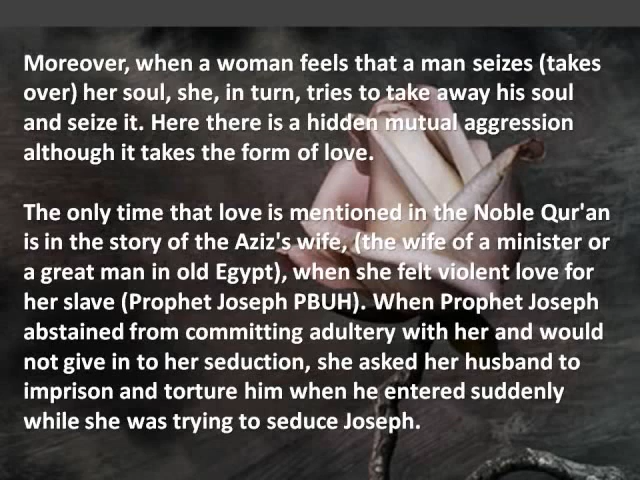 Moreover, when a woman feels that a man seizes (takes
over) her soul, she, in turn, tries to take away his soul
and seize it. Here there is a hidden mutual aggression
although it takes the form of love.
The only time that love is mentioned in the Noble Qur'an
is in the story of the Aziz's wife, (the wife of a minister or
a great man in old Egypt), when she felt violent love for
her slave (Prophet Joseph PBUH). When Prophet Joseph
abstained from committing adultery with her and would
not give in to her seduction, she asked her husband to
imprison and torture him when he entered suddenly
while she was trying to seduce Joseph.